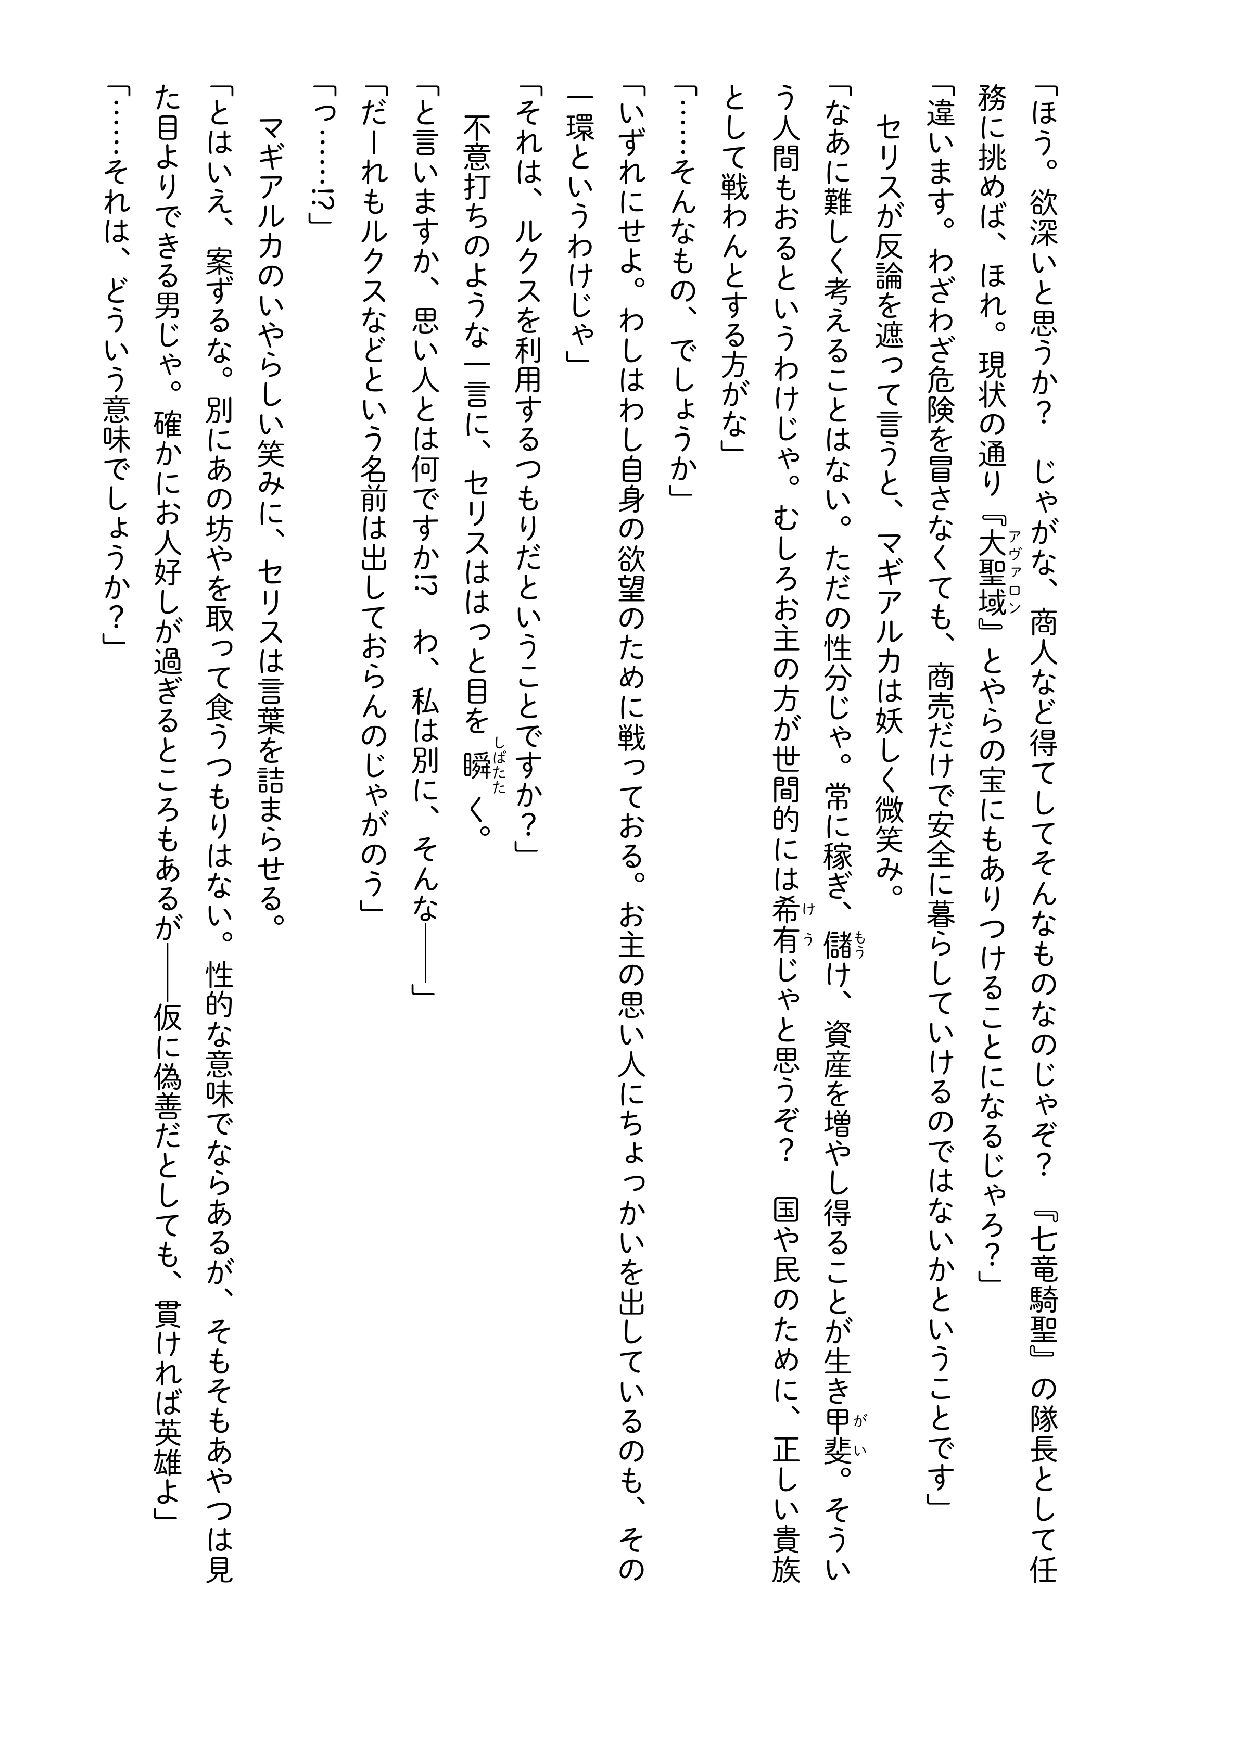 「ほう。欲深いと思うか？　じゃがな、商人など得てしてそんなものなのじゃぞ？　『七竜騎聖』の隊長として任
務に挑めば、ほれ。現状の通り『大聖域』とやらの宝にもありつけることになるじゃろ？」
アヴァロン
「違います。わざわざ危険を冒さなくても、商売だけで安全に暮らしていけるのではないかということです」
　セリスが反論を遮って言うと、マギアルカは妖しく微笑み。
「なあに難しく考えることはない。ただの性分じゃ。常に稼ぎ、儲け、資産を増やし得ることが生き甲斐。そうい
もう
がい
う人間もおるというわけじゃ。むしろお主の方が世間的には希有じゃと思うぞ？　国や民のために、正しい貴族
けう
として戦わんとする方がな」
「……そんなもの、でしょうか」
「いずれにせよ。わしはわし自身の欲望のために戦っておる。お主の思い人にちょっかいを出しているのも、その
一環というわけじゃ」
「それは、ルクスを利用するつもりだということですか？」
　不意打ちのような一言に、セリスははっと目を瞬く。
しばたた
「と言いますか、思い人とは何ですか!?　わ、私は別に、そんな――」
「だーれもルクスなどという名前は出しておらんのじゃがのう」
「っ……!?」
　マギアルカのいやらしい笑みに、セリスは言葉を詰まらせる。
「とはいえ、案ずるな。別にあの坊やを取って食うつもりはない。性的な意味でならあるが、そもそもあやつは見
た目よりできる男じゃ。確かにお人好しが過ぎるところもあるが――仮に偽善だとしても、貫ければ英雄よ」
「……それは、どういう意味でしょうか？」